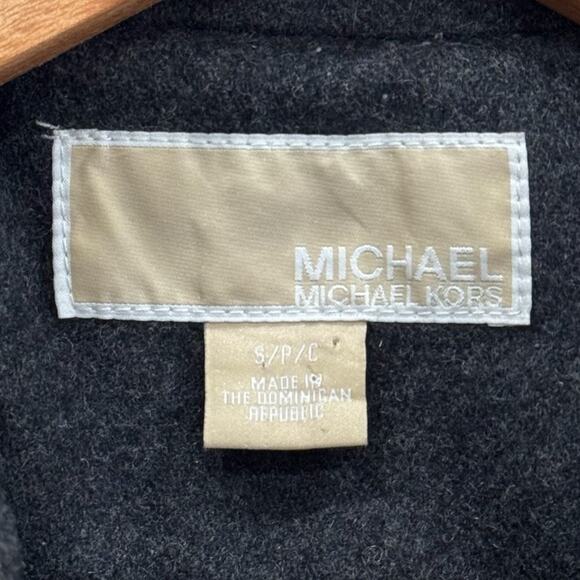 MICHAEL
MICHAEL KORS
S/P/C
MADE IN
THE DOMINICAN
REPUBLIC